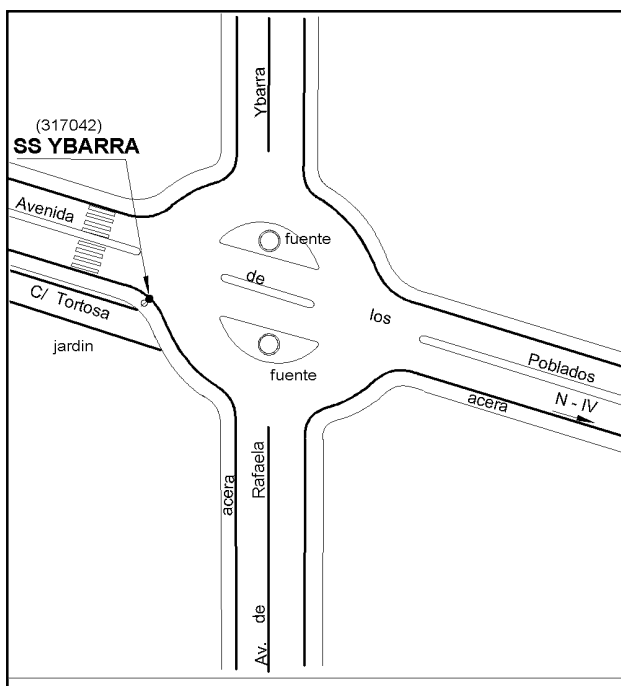 Ybarra
(317042)
SS YBARRA
Avenida
fuente
de
C/ Tortosa
los
jardin
Poblados
fuente
acera
N - IV
Rafaela
acera
Av. de